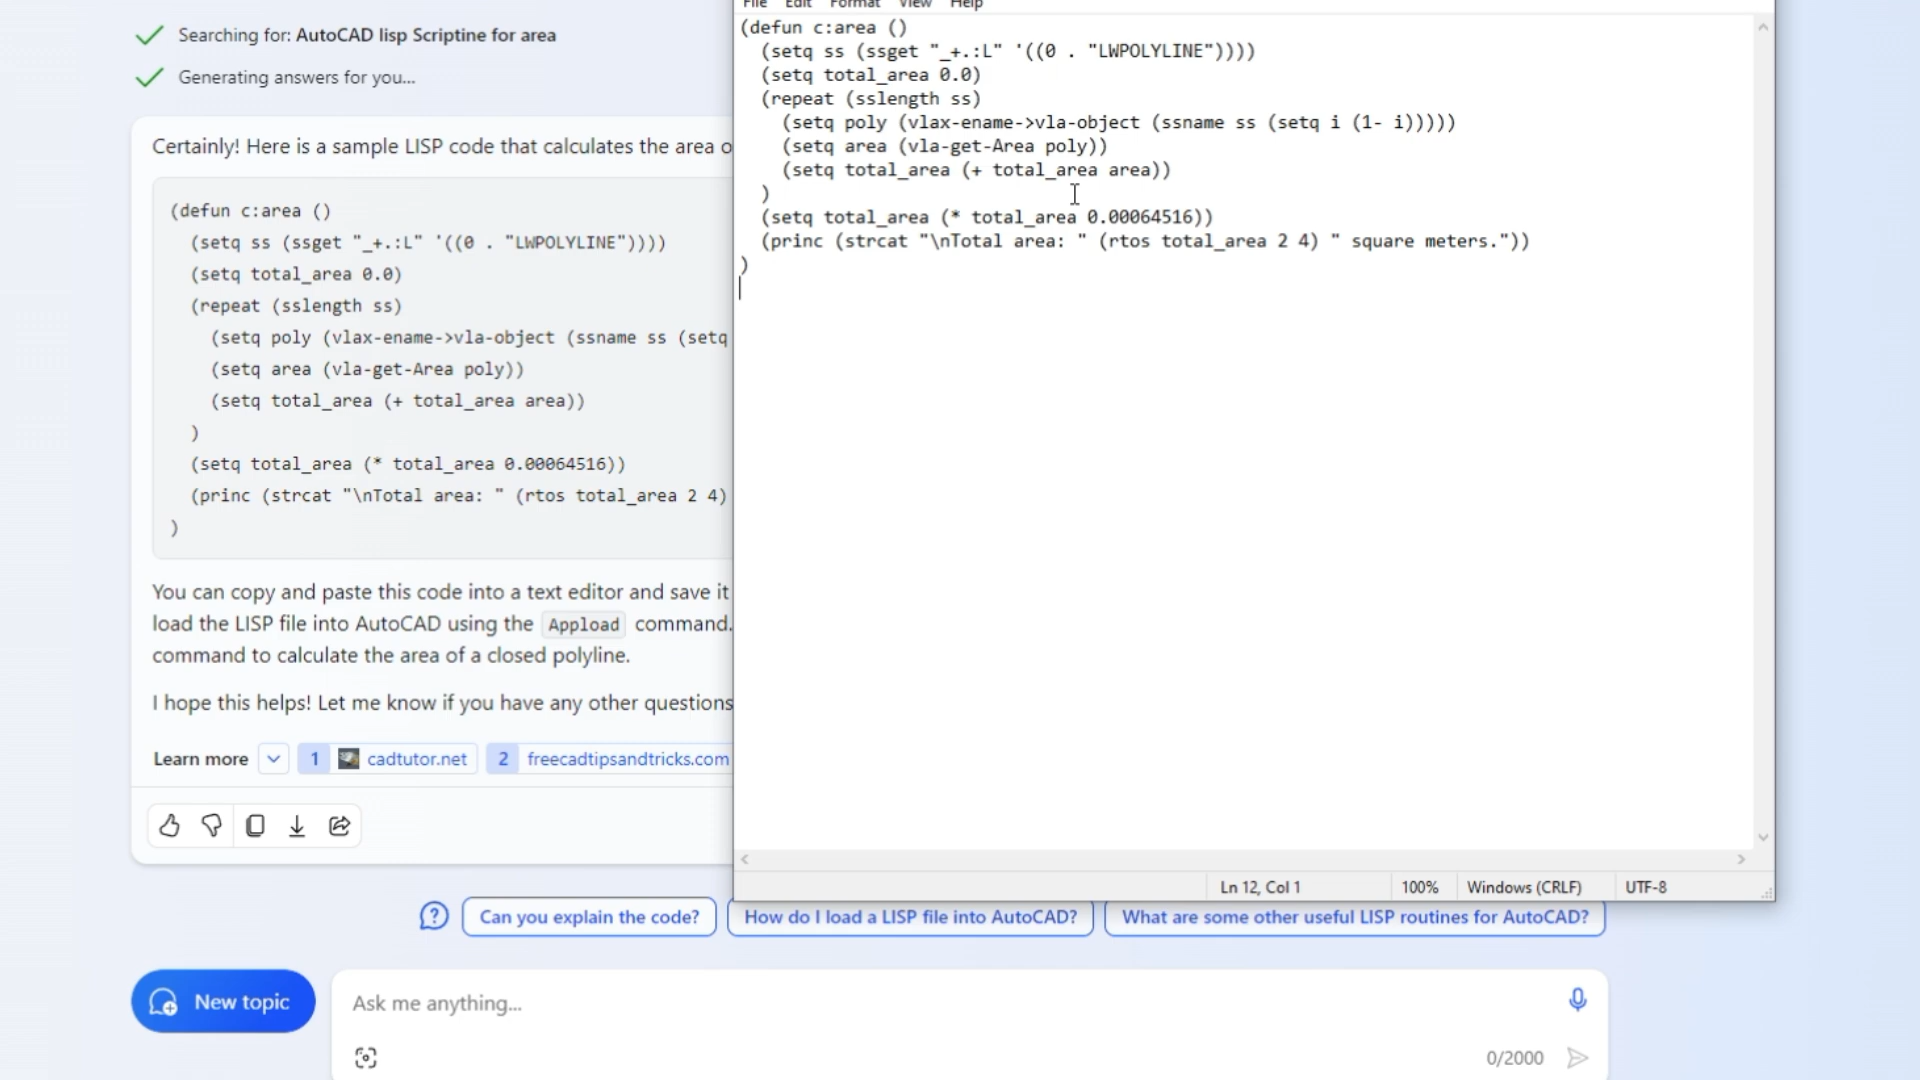 Searching for: AutoCAD lisp Scriptine for area
Generating answers for you...
Certainly! Here is a sample LISP code that calculates the area o
(defun c:area ()
(setq ss (ssget "_+.:L" '((0 . "LWPOLYLINE"))))
(setq total_area 0.0)
(repeat (sslength ss)
(setq poly (vlax-ename->vla-object (ssname ss (setq
(setq area (vla-get-Area poly))
(setq total_area (+ total_area area))
)
(setq total_area (* total_area 0.00064516))
(princ (strcat "\nTotal area: " (rtos total_area 2 4)
)
You can copy and paste this code into a text editor and save it
load the LISP file into AutoCAD using the Appload command.
command to calculate the area of a closed polyline.
I hope this helps! Let me know if you have any other questions
Learn more 1 cadtutor.net 2 freecadtipsandtricks.com
File Edit Format View Help
(defun c:area ()
(setq ss (ssget "_+.:L" '((0 . "LWPOLYLINE"))))
(setq total_area 0.0)
(repeat (sslength ss)
(setq poly (vlax-ename->vla-object (ssname ss (setq i (1- i)))))
(setq area (vla-get-Area poly))
(setq total_area (+ total_area area))
)
(setq total_area (* total_area 0.00064516))
(princ (strcat "\nTotal area: " (rtos total_area 2 4) " square meters."))
)
Ln 12, Col 1 100% Windows (CRLF) UTF-8
Can you explain the code? How do I load a LISP file into AutoCAD? What are some other useful LISP routines for AutoCAD?
New topic
Ask me anything...
0/2000